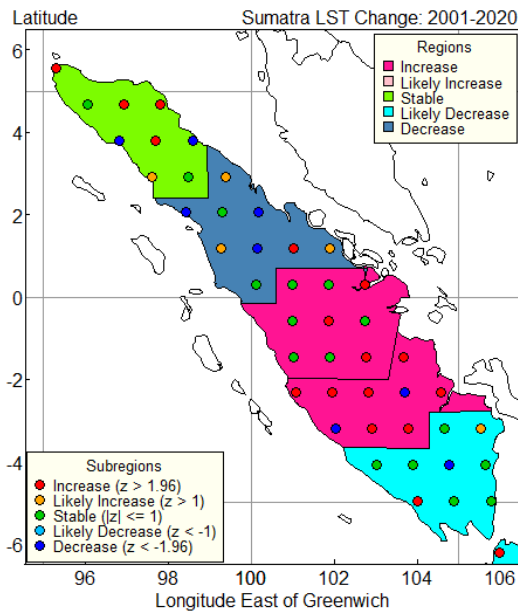 Latitude Sumatra LST Change: 2001-2020
Regions
Increase
Likely Increase
Stable
Likely Decrease
Decrease
6
4
2
0
-2
-4
-6
Subregions
Increase (z > 1.96)
Likely Increase (z > 1)
Stable (|z| <= 1)
Likely Decrease (z < -1)
Decrease (z < -1.96)
96 98 100 102 104 106
Longitude East of Greenwich